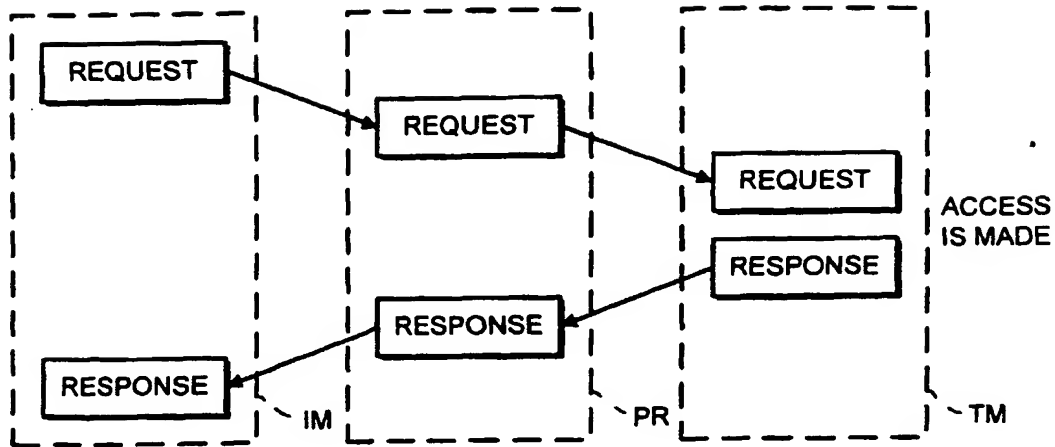 REQUEST
REQUEST
REQUEST
ACCESS
IS MADE
RESPONSE
RESPONSE
RESPONSE
IM
PR
TM